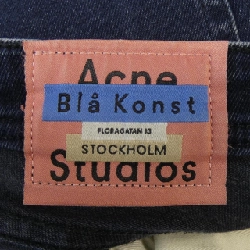 Acne
Blå Konst
FLORAGATAN 13
STOCKHOLM
Studios